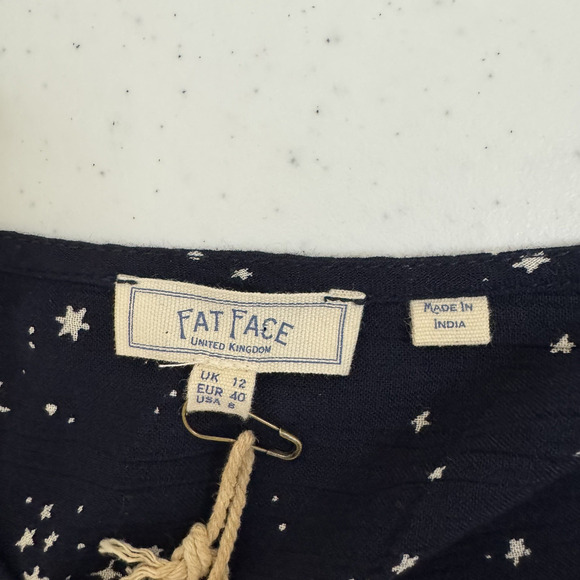 FAT FACE
UNITED KINGDOM
MADE IN
INDIA
UK 12
EUR 40
USA 8